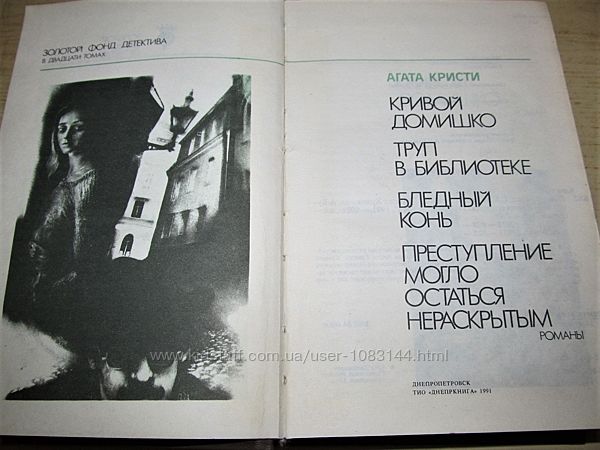 ЗОЛОТОЙ ФОНД ДЕТЕКТИВА
В ДВАДЦАТИ ТОМАХ
АГАТА КРИСТИ
КРИВОЙ
ДОМИШКО
ТРУП
В БИБЛИОТЕКЕ
БЛЕДНЫЙ
КОНЬ
ПРЕСТУПЛЕНИЕ
МОГЛО
ОСТАТЬСЯ
НЕРАСКРЫТЫМ
РОМАНЫ
ДНЕПРОПЕТРОВСК
ТИО «ДНЕПРКНИГА» 1991